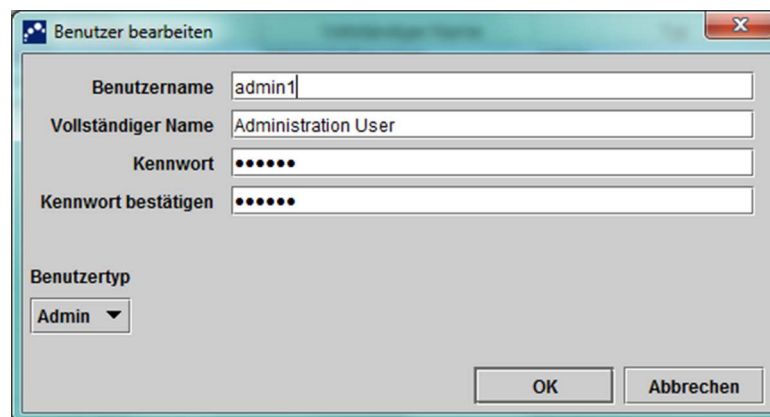 Benutzer bearbeiten
Benutzername admin1
Vollständiger Name Administration User
Kennwort ••••••
Kennwort bestätigen ••••••
Benutzertyp
Admin
OK Abbrechen